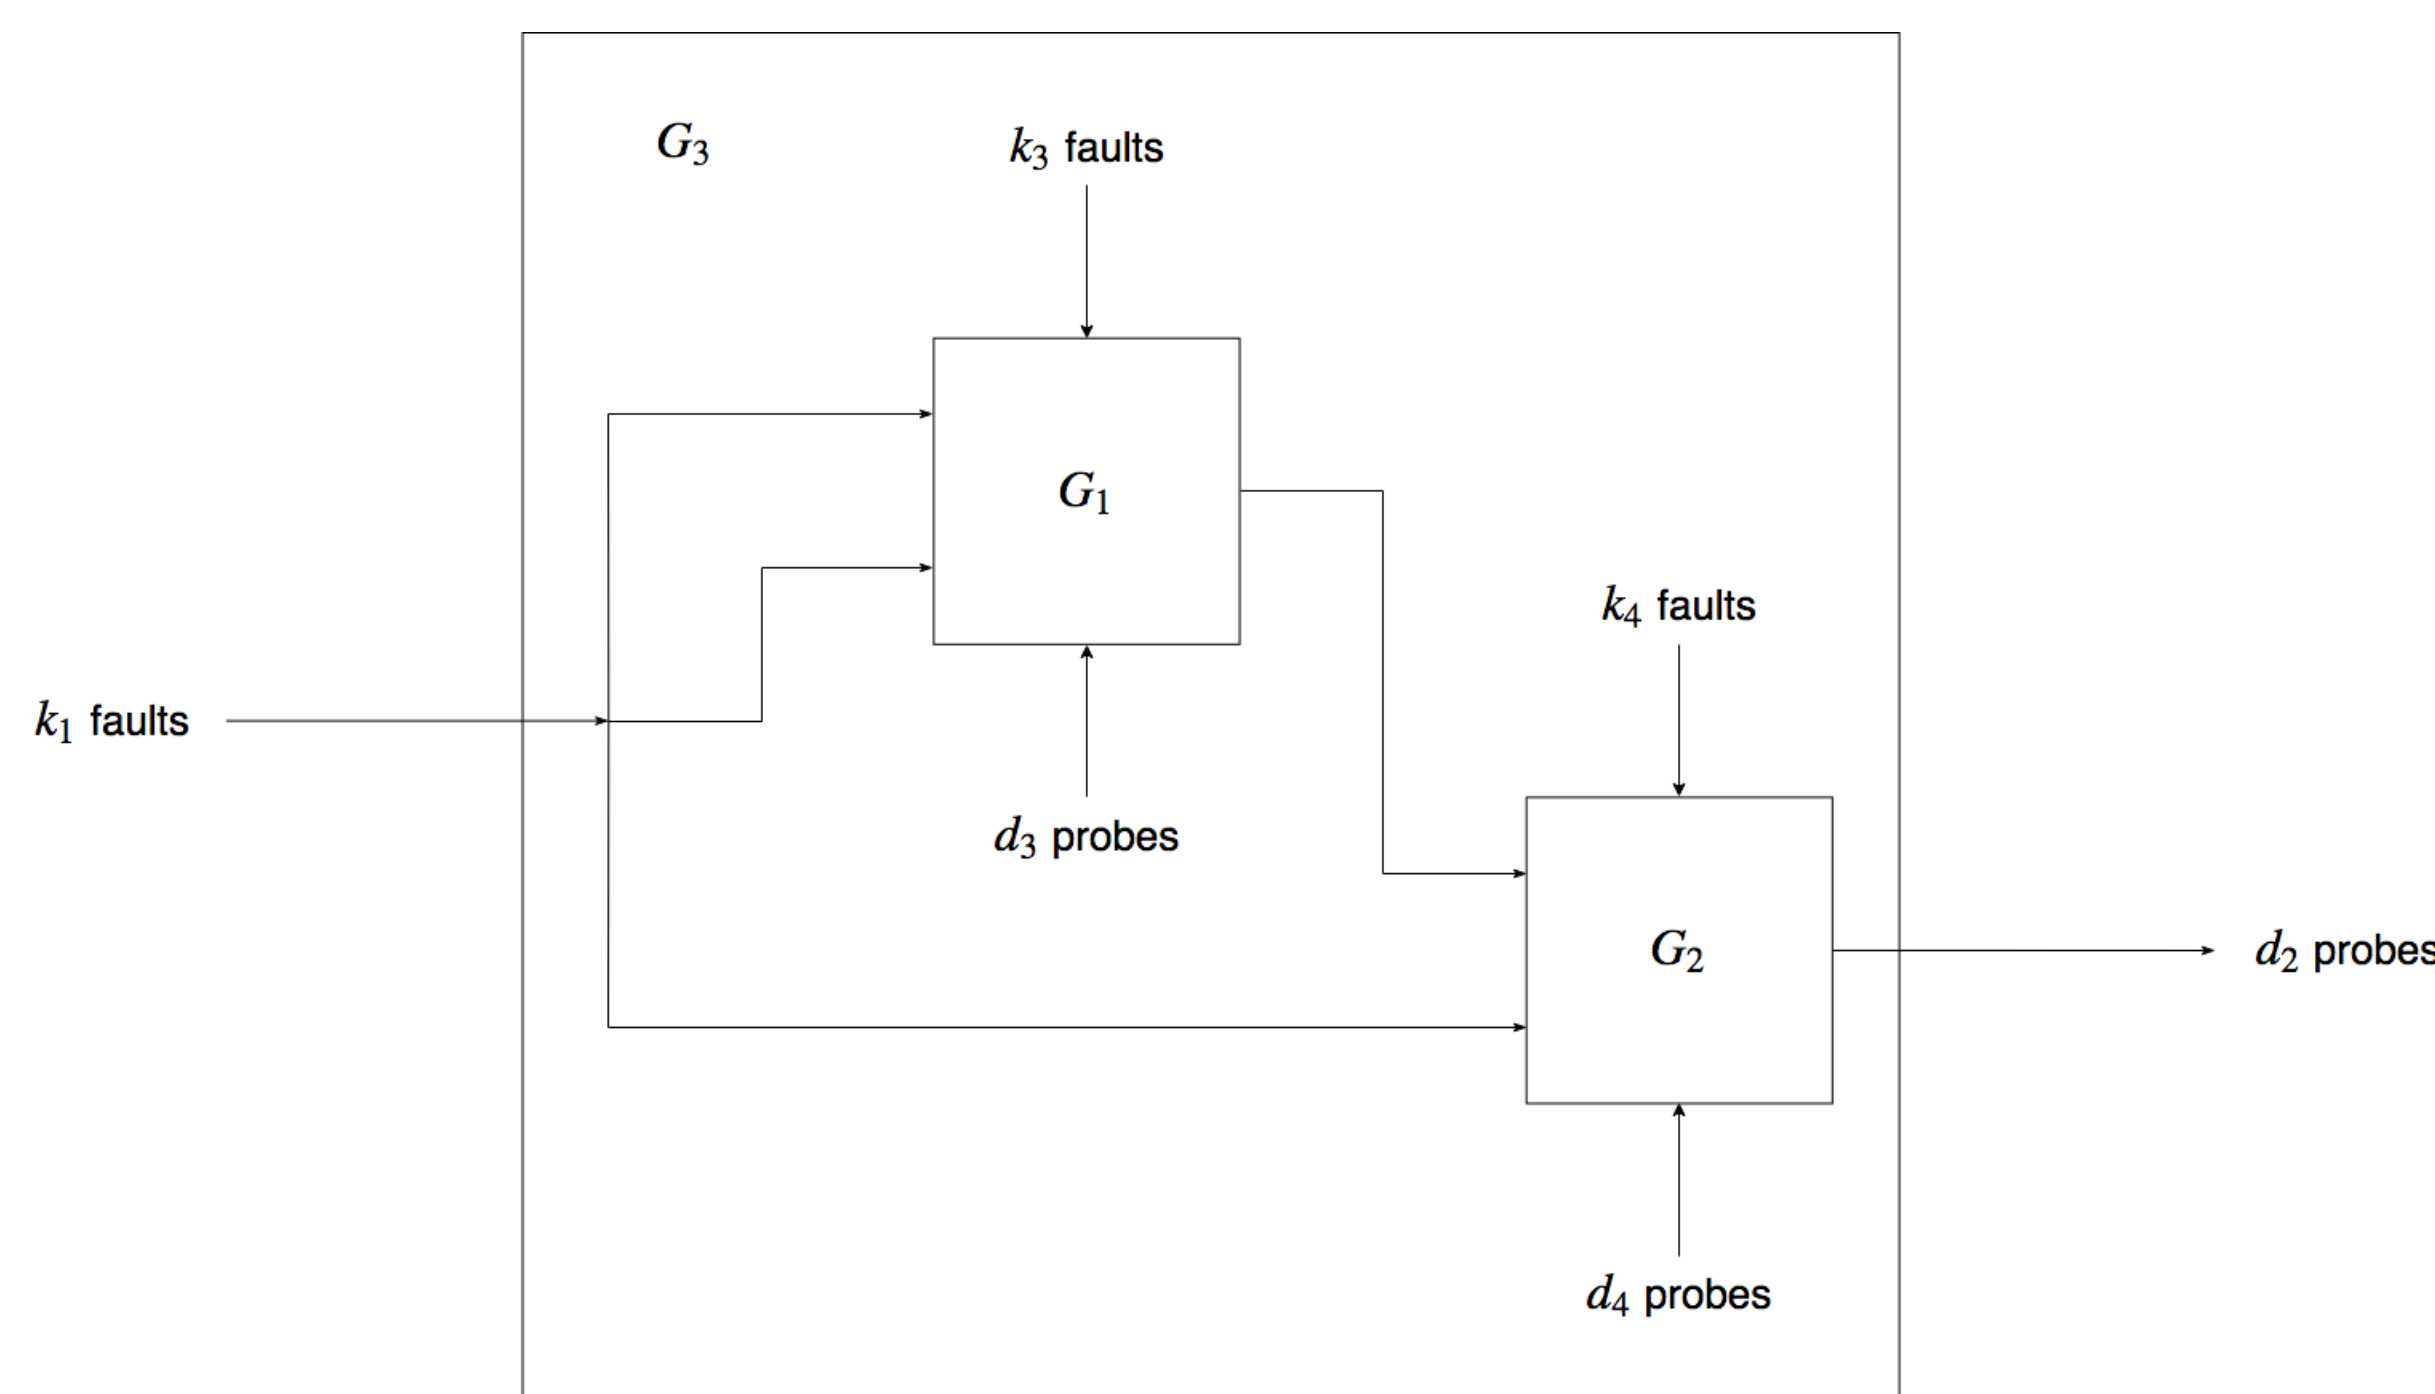 G₃
k₃ faults
G₁
k₄ faults
k₁ faults
d₃ probes
G₂
d₂ probes
d₄ probes